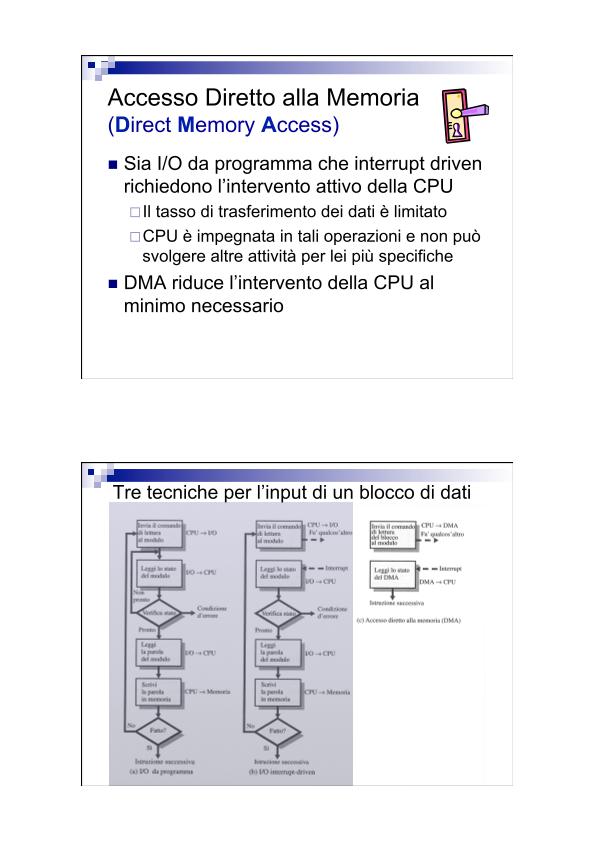 Accesso Diretto alla Memoria
(Direct Memory Access)
Sia I/O da programma che interrupt driven
richiedono l'intervento attivo della CPU
Il tasso di trasferimento dei dati è limitato
CPU è impegnata in tali operazioni e non può
svolgere altre attività per lei più specifiche
DMA riduce l'intervento della CPU al
minimo necessario
Tre tecniche per l'input di un blocco di dati
Invia il comando
di lettura
al modulo
CPU → I/O
Leggi lo stato
del modulo
I/O → CPU
Non
pronto
Verifica stato
Condizione
d'errore
Pronto
Leggi
la parola
del modulo
I/O → CPU
Scrivi
la parola
in memoria
CPU → Memoria
No
Fatto?
Sì
Istruzione successiva
(a) I/O da programma
Invia il comando
di lettura
al modulo
CPU → I/O
Fa' qualcos'altro
Leggi lo stato
del modulo
Interrupt
I/O → CPU
Verifica stato
Condizione
d'errore
Pronto
Leggi
la parola
del modulo
I/O → CPU
Scrivi
la parola
in memoria
CPU → Memoria
No
Fatto?
Sì
Istruzione successiva
(b) I/O interrupt-driven
Invia il comando
di lettura
del blocco
al modulo
CPU → DMA
Fa' qualcos'altro
Leggi lo stato
del DMA
Interrupt
DMA → CPU
Istruzione successiva
(c) Accesso diretto alla memoria (DMA)